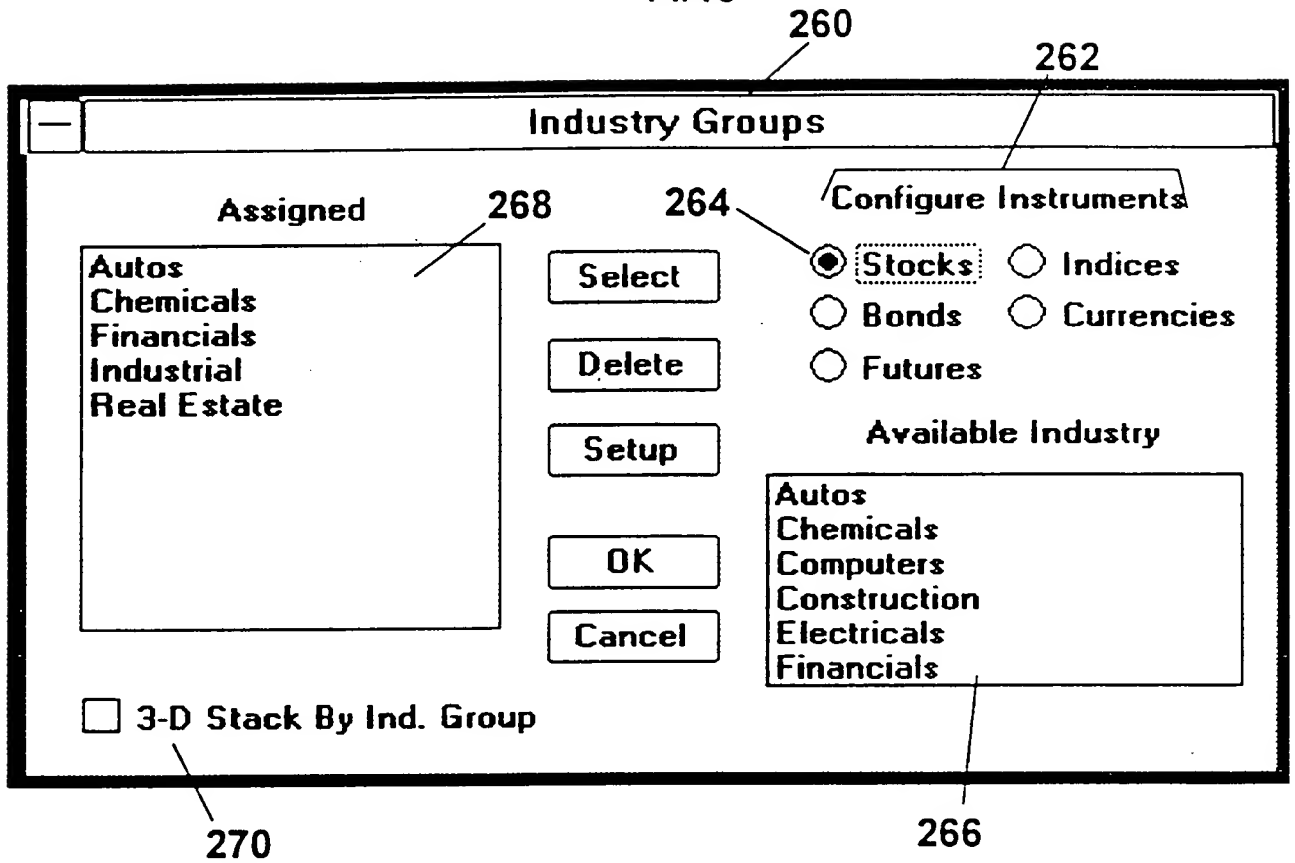 260
262
Industry Groups
Assigned
268
264
Configure Instruments
Autos
Chemicals
Financials
Industrial
Real Estate
Select
Delete
Setup
OK
Cancel
Stocks
Indices
Bonds
Currencies
Futures
Available Industry
Autos
Chemicals
Computers
Construction
Electricals
Financials
3-D Stack By Ind. Group
270
266